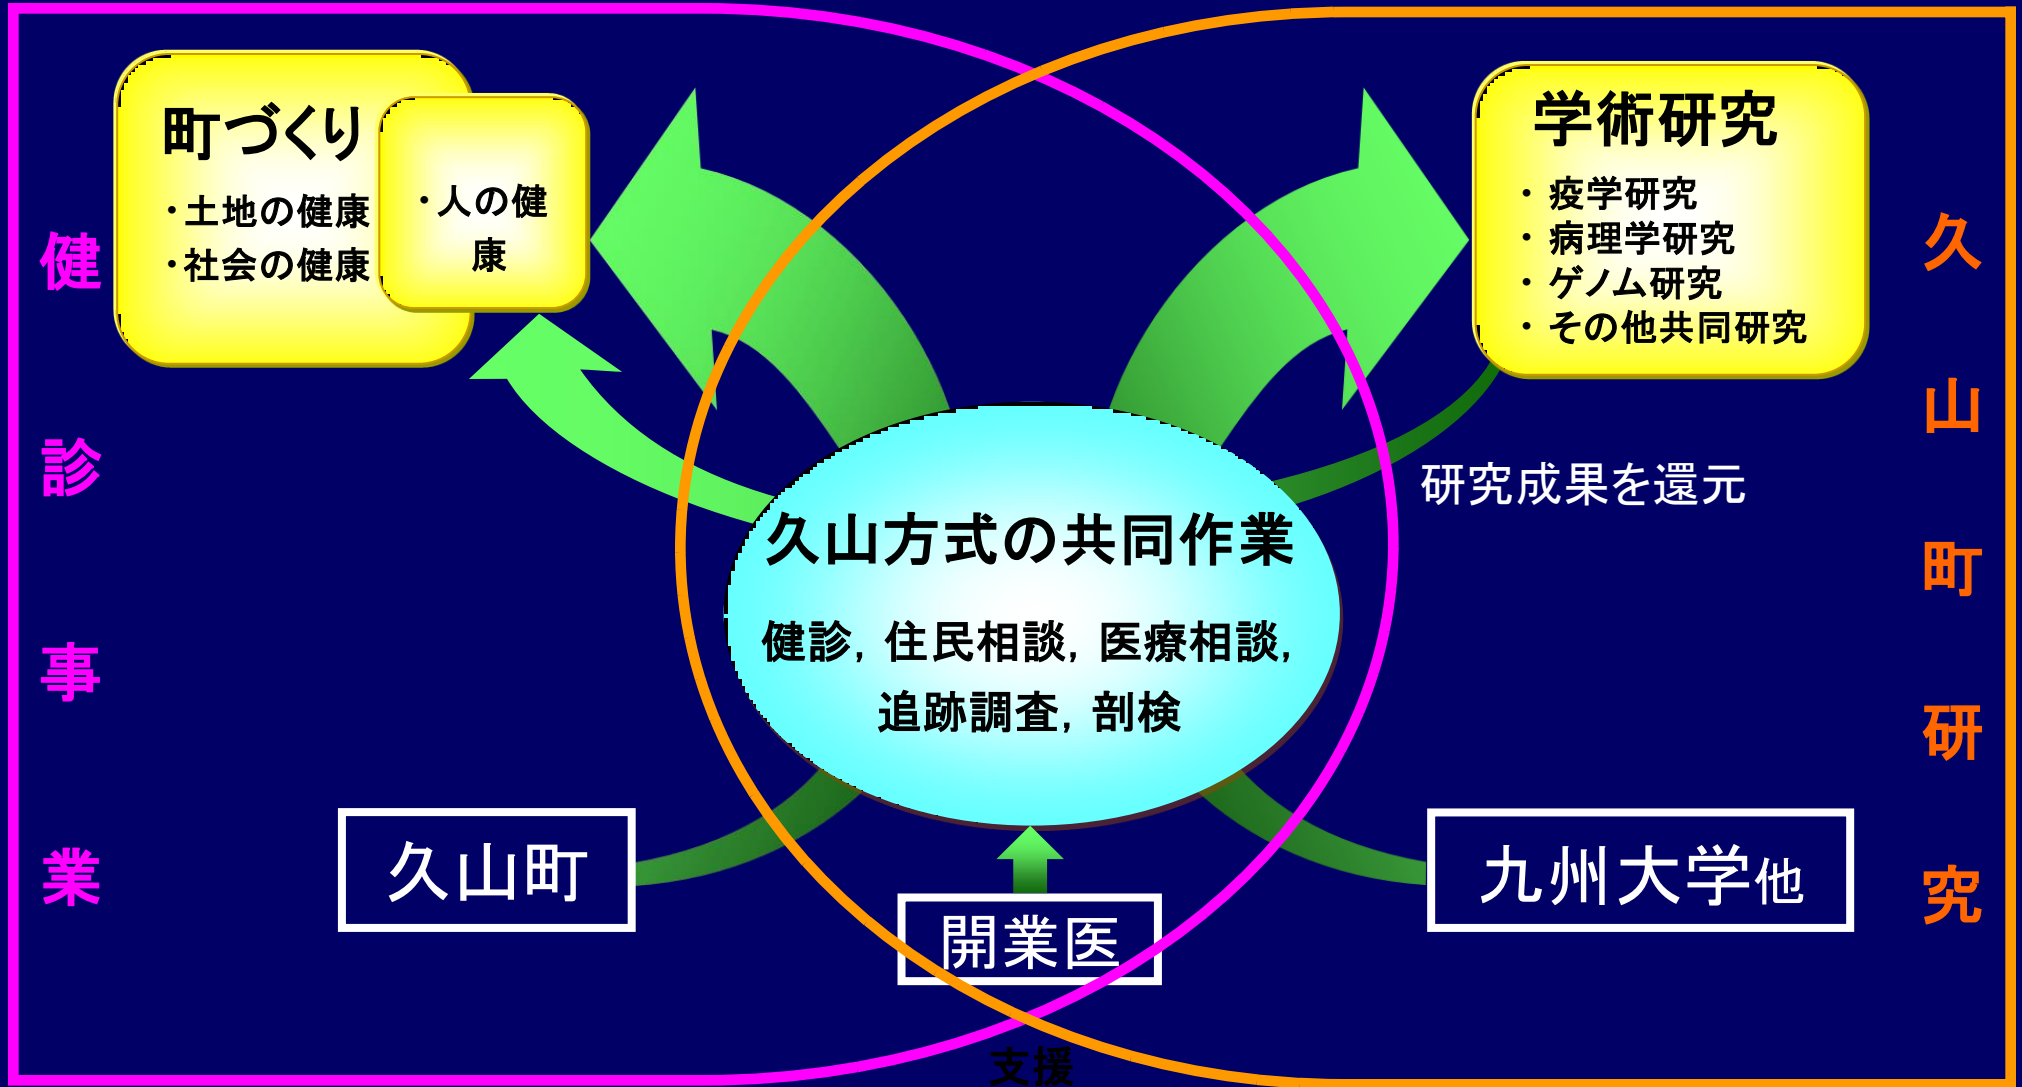 町づくり
・土地の健康
・社会の健康
・人の健
康
学術研究
・ 疫学研究
・ 病理学研究
・ ゲノム研究
・ その他共同研究
健診事業
久山町研究
研究成果を還元
久山方式の共同作業
健診, 住民相談, 医療相談,
追跡調査, 剖検
久山町
開業医
九州大学他
支援